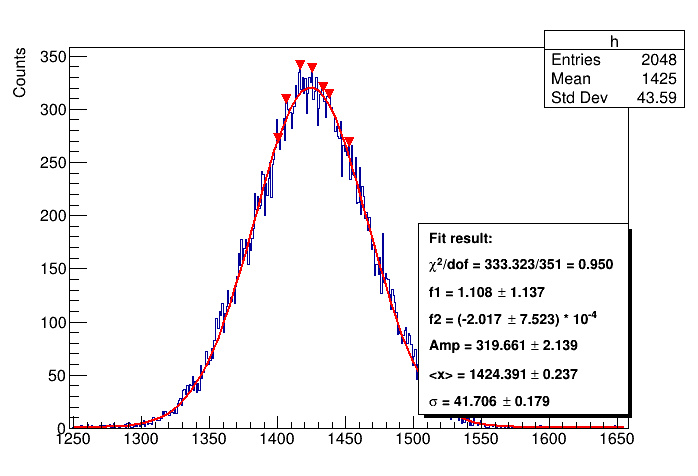 h
Entries 2048
Mean 1425
Std Dev 43.59
Counts
350
300
250
200
150
100
50
0
1250 1300 1350 1400 1450 1500 1550 1600 1650
Fit result:
χ²/dof = 333.323/351 = 0.950
f1 = 1.108 ± 1.137
f2 = (-2.017 ± 7.523) * 10⁻⁴
Amp = 319.661 ± 2.139
<x> = 1424.391 ± 0.237
σ = 41.706 ± 0.179